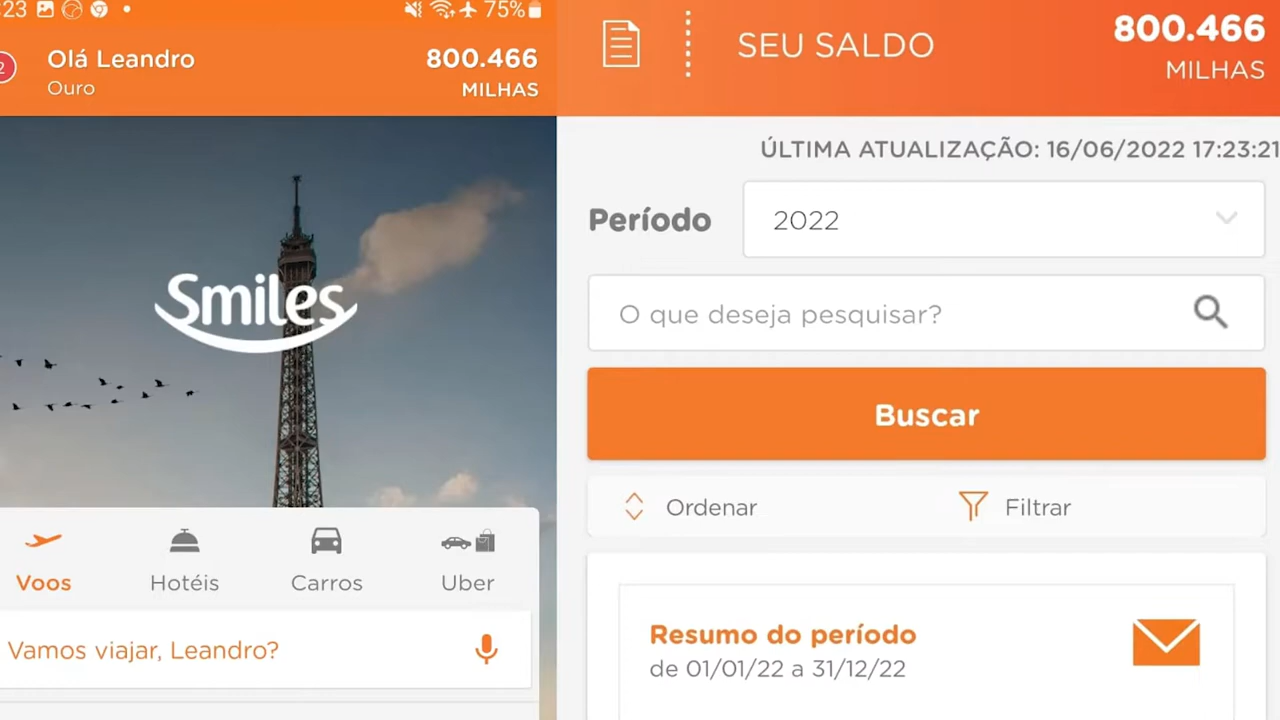 :23
75%
2
Olá Leandro
Ouro
800.466
MILHAS
Smiles
Voos
Hotéis
Carros
Uber
Vamos viajar, Leandro?
SEU SALDO
800.466
MILHAS
ÚLTIMA ATUALIZAÇÃO: 16/06/2022 17:23:21
Período
2022
O que deseja pesquisar?
Buscar
Ordenar
Filtrar
Resumo do período
de 01/01/22 a 31/12/22